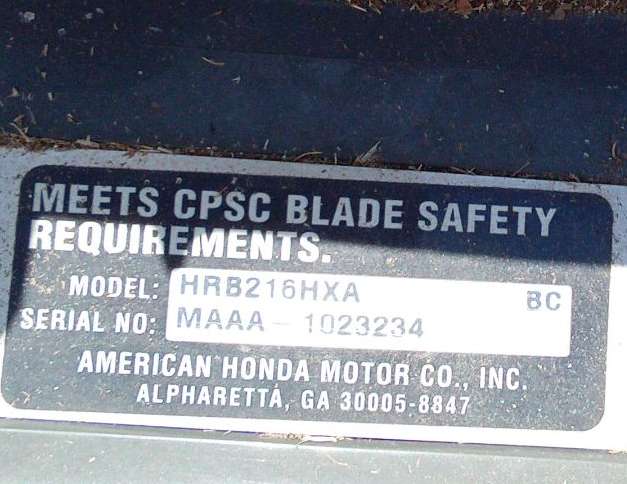 MEETS CPSC BLADE SAFETY
REQUIREMENTS.
MODEL: HRB216HXA BC
SERIAL NO: MAAA-1023234
AMERICAN HONDA MOTOR CO., INC.
ALPHARETTA, GA 30005-8847